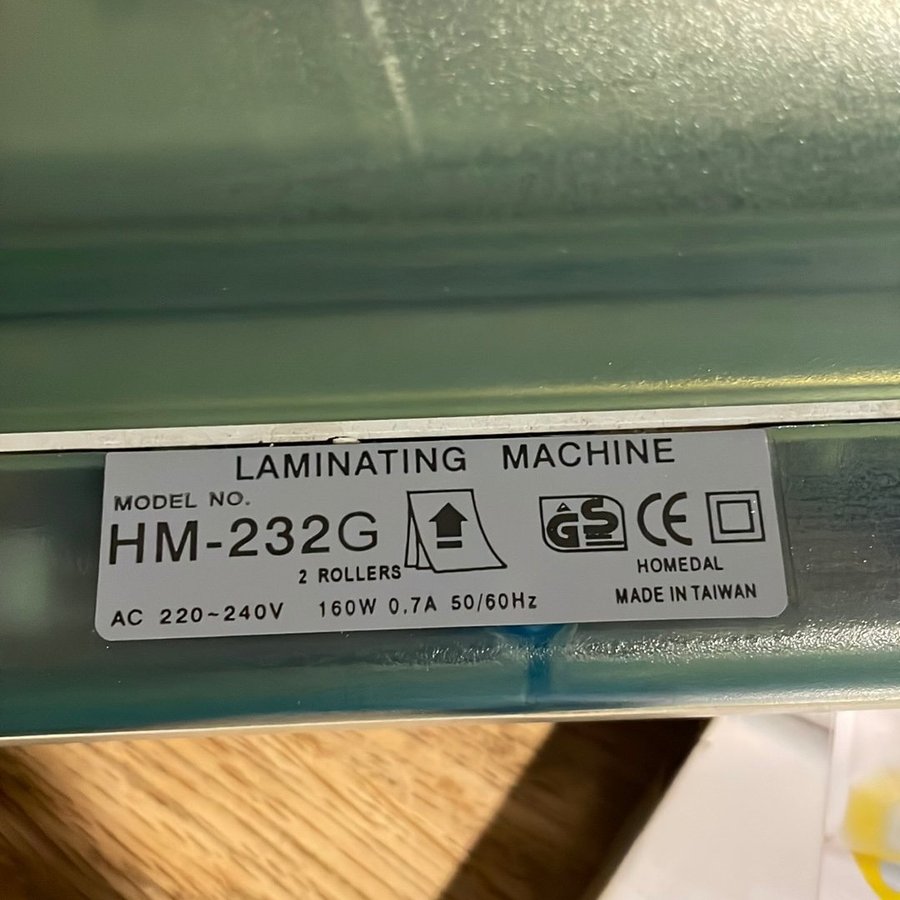 LAMINATING MACHINE
MODEL NO.
HM-232G
2 ROLLERS
AC 220~240V 160W 0.7A 50/60Hz
GS
CE
HOMEDAL
MADE IN TAIWAN